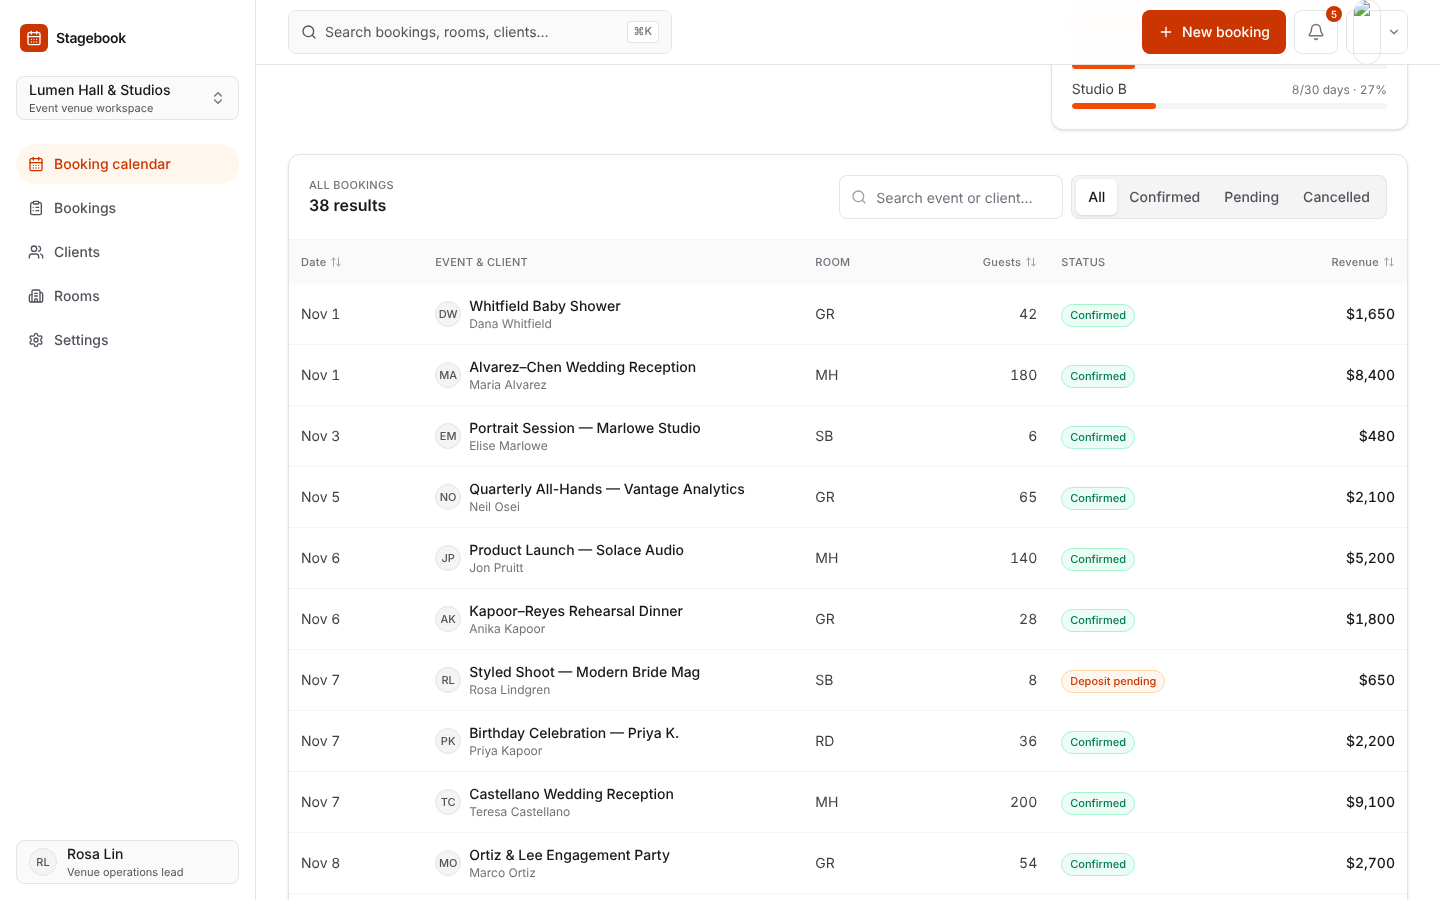 Stagebook
Search bookings, rooms, clients...
⌘K
New booking
5
Lumen Hall & Studios
Event venue workspace
Booking calendar
Bookings
Clients
Rooms
Settings
Rosa Lin
RL
Venue operations lead
Studio B
8/30 days · 27%
ALL BOOKINGS
38 results
Search event or client...
All
Confirmed
Pending
Cancelled
Date EVENT & CLIENT ROOM Guests STATUS Revenue
Nov 1 DW Whitfield Baby Shower GR 42 Confirmed $1,650
Dana Whitfield
Nov 1 MA Alvarez–Chen Wedding Reception MH 180 Confirmed $8,400
Maria Alvarez
Nov 3 EM Portrait Session — Marlowe Studio SB 6 Confirmed $480
Elise Marlowe
Nov 5 NO Quarterly All-Hands — Vantage Analytics GR 65 Confirmed $2,100
Neil Osei
Nov 6 JP Product Launch — Solace Audio MH 140 Confirmed $5,200
Jon Pruitt
Nov 6 AK Kapoor–Reyes Rehearsal Dinner GR 28 Confirmed $1,800
Anika Kapoor
Nov 7 RL Styled Shoot — Modern Bride Mag SB 8 Deposit pending $650
Rosa Lindgren
Nov 7 PK Birthday Celebration — Priya K. RD 36 Confirmed $2,200
Priya Kapoor
Nov 7 TC Castellano Wedding Reception MH 200 Confirmed $9,100
Teresa Castellano
Nov 8 MO Ortiz & Lee Engagement Party GR 54 Confirmed $2,700
Marco Ortiz